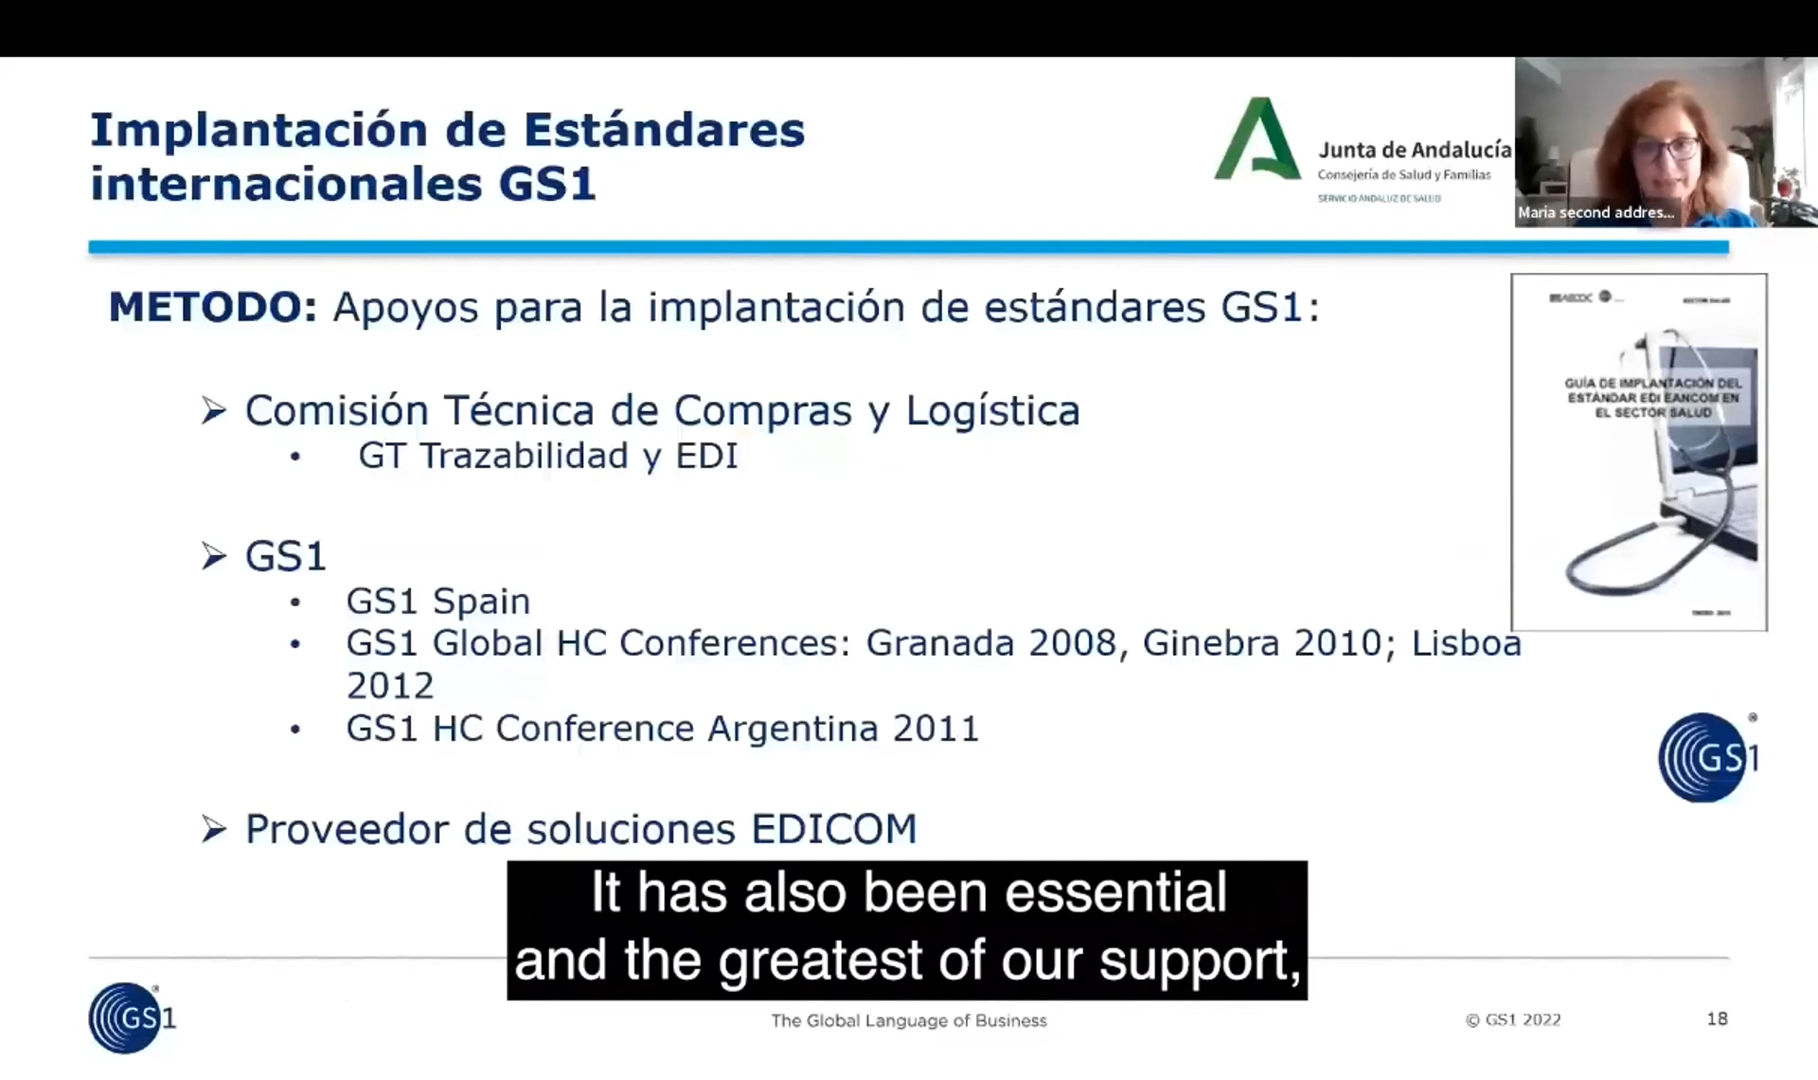 Implantación de Estándares
internacionales GS1
Junta de Andalucía
Consejería de Salud y Familias
SERVICIO ANDALUZ DE SALUD
Maria second addres...
METODO: Apoyos para la implantación de estándares GS1:
SECTOR SALUD
GUÍA DE IMPLANTACIÓN DEL
ESTÁNDAR EDI EANCOM EN
EL SECTOR SALUD
➢ Comisión Técnica de Compras y Logística
• GT Trazabilidad y EDI
➢ GS1
• GS1 Spain
• GS1 Global HC Conferences: Granada 2008, Ginebra 2010; Lisboa
2012
• GS1 HC Conference Argentina 2011
GS1®
➢ Proveedor de soluciones EDICOM
It has also been essential
and the greatest of our support,
GS1®
The Global Language of Business
© GS1 2022
18